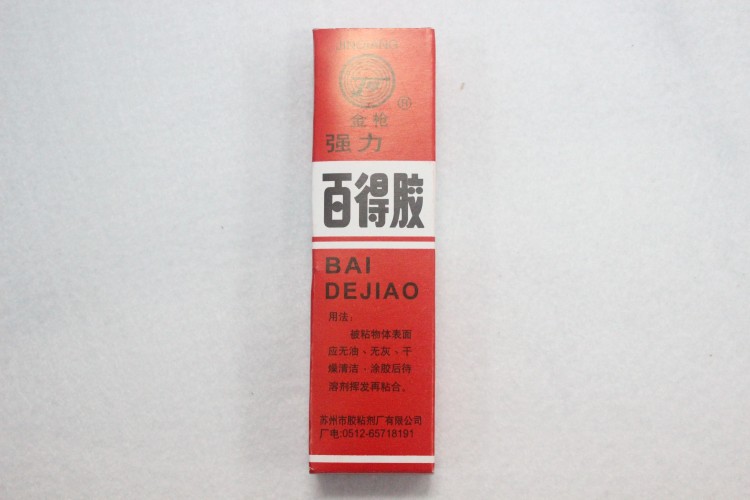 金枪
强力
百得胶
BAI
DEJIAO
用法：
被粘物体表面
应无油、无灰、干
燥清洁·涂胶后待
溶剂挥发再粘合。
苏州市胶粘剂厂有限公司
厂电:0512-65718191